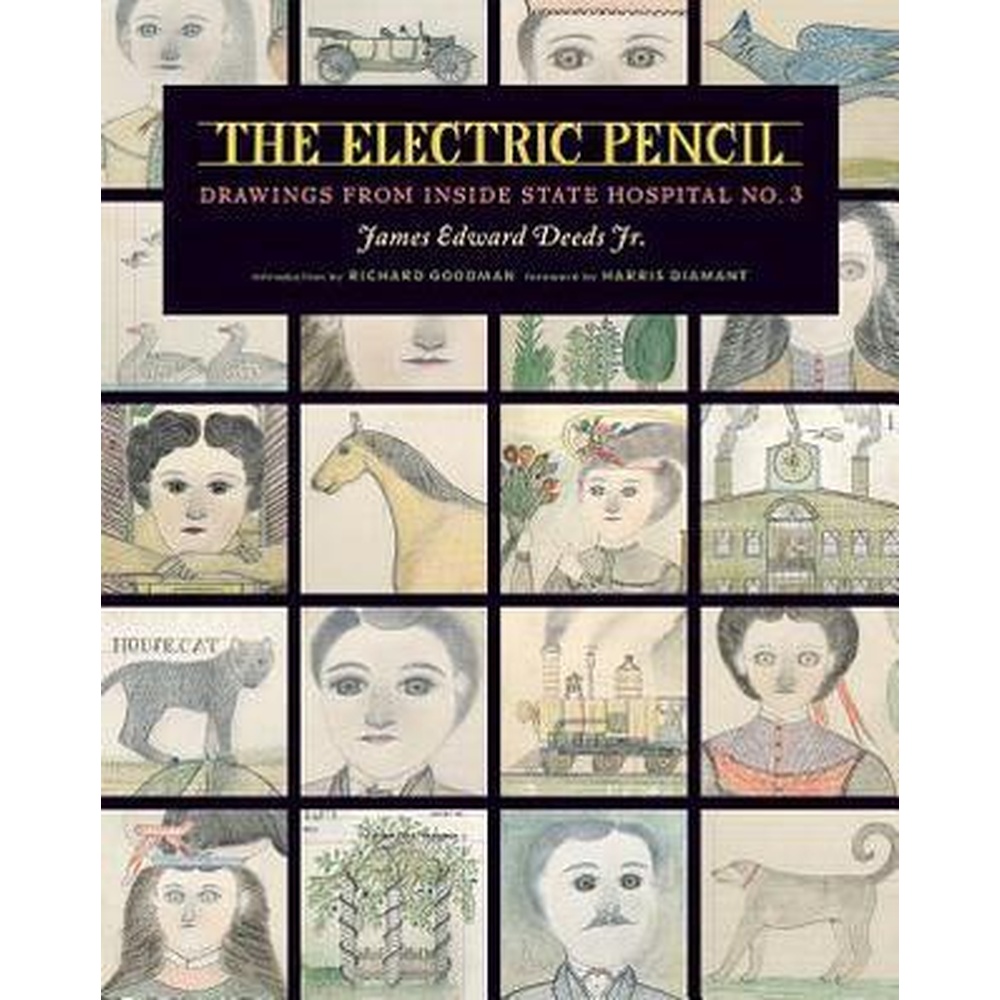 THE ELECTRIC PENCIL
DRAWINGS FROM INSIDE STATE HOSPITAL NO. 3
James Edward Deeds Jr.
introduction by RICHARD GOODMAN foreword by HARRIS DIAMANT
HOUSE.CAT